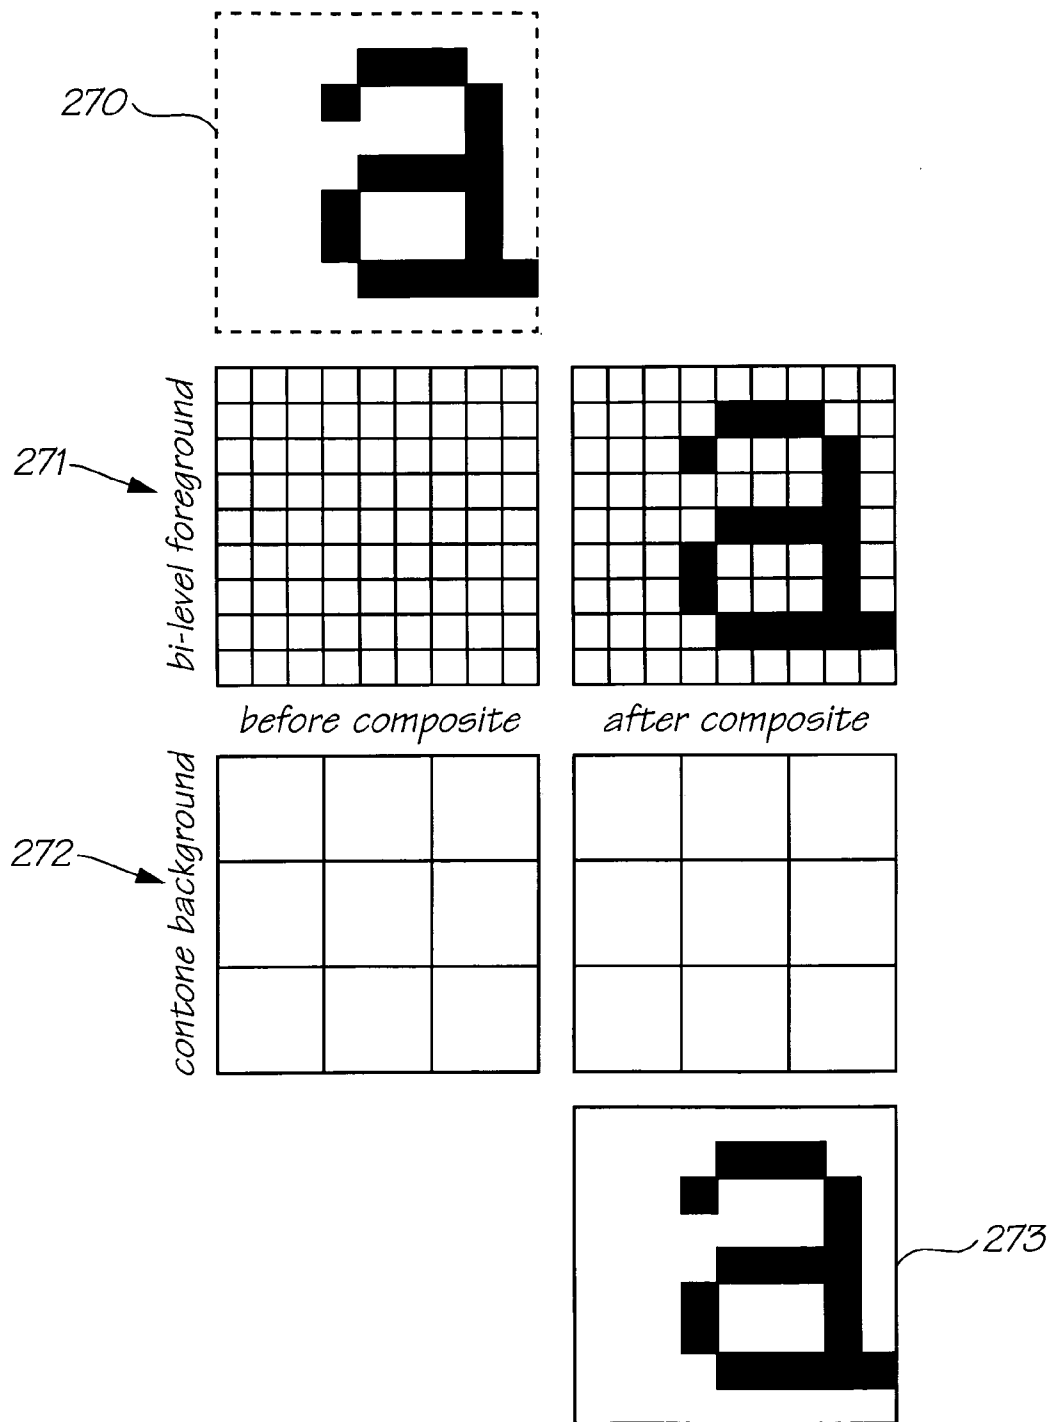 270
271
bi-level foreground
before composite
after composite
272
contone background
273